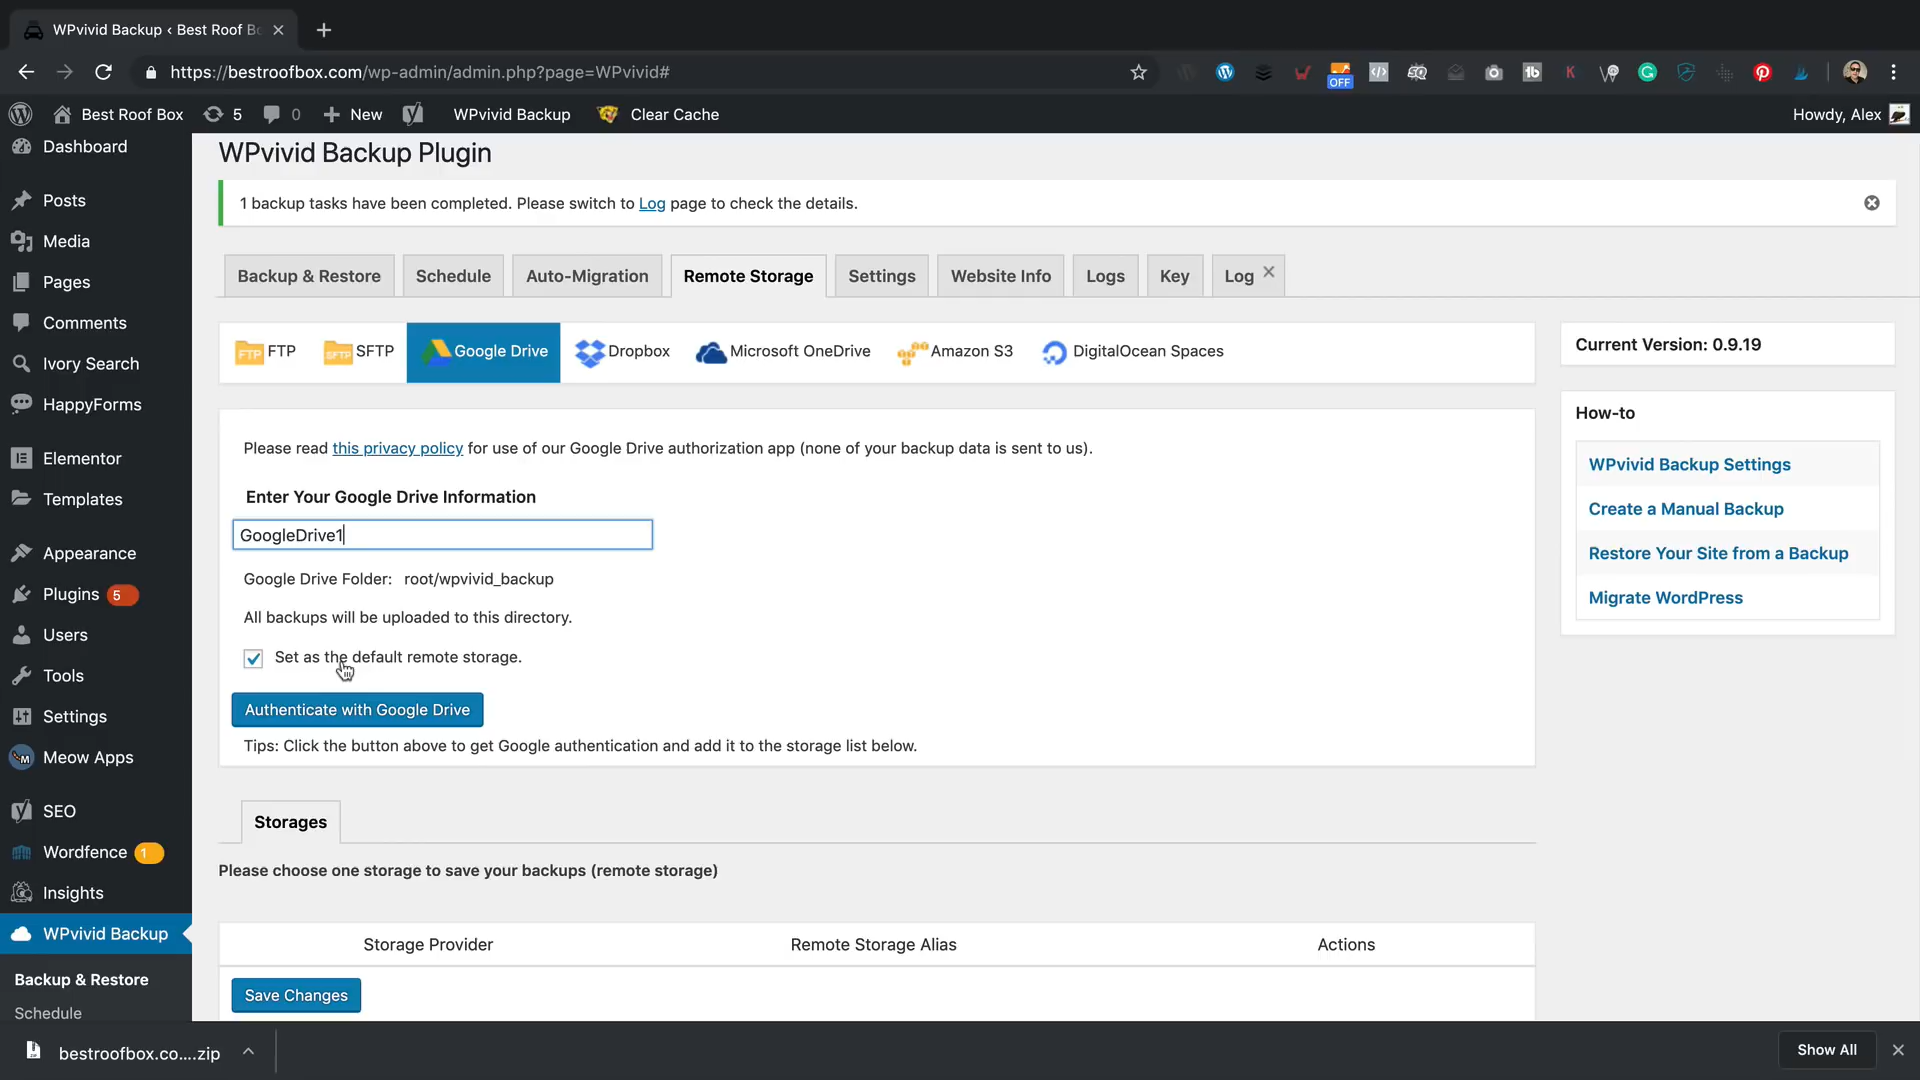 WPvivid Backup ‹ Best Roof Bo
https://bestroofbox.com/wp-admin/admin.php?page=WPvivid#
OFF
Best Roof Box 5 0 New WPvivid Backup Clear Cache Howdy, Alex
Dashboard
Posts
Media
Pages
Comments
Ivory Search
HappyForms
Elementor
Templates
Appearance
Plugins 5
Users
Tools
Settings
Meow Apps
SEO
Wordfence 1
Insights
WPvivid Backup
Backup & Restore
Schedule
WPvivid Backup Plugin
1 backup tasks have been completed. Please switch to Log page to check the details.
Backup & Restore Schedule Auto-Migration Remote Storage Settings Website Info Logs Key Log
FTP SFTP Google Drive Dropbox Microsoft OneDrive Amazon S3 DigitalOcean Spaces
Please read this privacy policy for use of our Google Drive authorization app (none of your backup data is sent to us).
Enter Your Google Drive Information
GoogleDrive1
Google Drive Folder: root/wpvivid_backup
All backups will be uploaded to this directory.
Set as the default remote storage.
Authenticate with Google Drive
Tips: Click the button above to get Google authentication and add it to the storage list below.
Storages
Please choose one storage to save your backups (remote storage)
Storage Provider Remote Storage Alias Actions
Save Changes
Current Version: 0.9.19
How-to
WPvivid Backup Settings
Create a Manual Backup
Restore Your Site from a Backup
Migrate WordPress
bestroofbox.co....zip
Show All